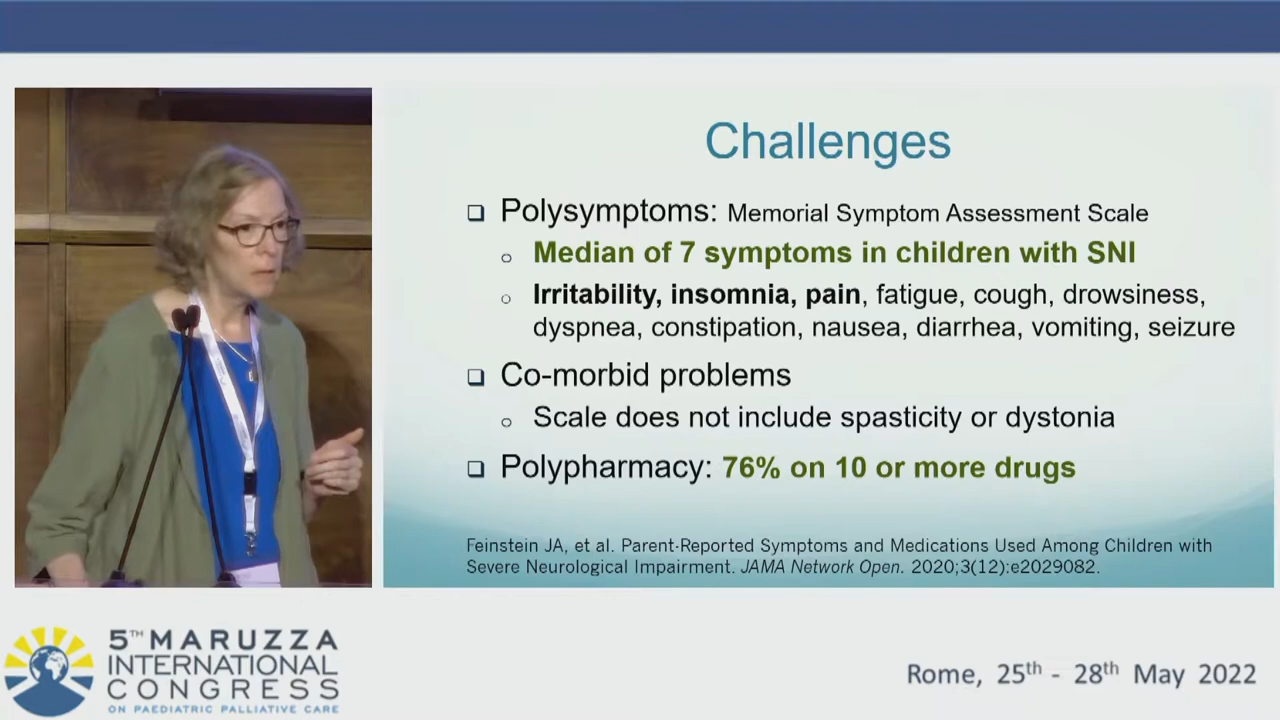 Challenges
❑ Polysymptoms: Memorial Symptom Assessment Scale
o Median of 7 symptoms in children with SNI
o Irritability, insomnia, pain, fatigue, cough, drowsiness,
dyspnea, constipation, nausea, diarrhea, vomiting, seizure
❑ Co-morbid problems
o Scale does not include spasticity or dystonia
❑ Polypharmacy: 76% on 10 or more drugs
Feinstein JA, et al. Parent-Reported Symptoms and Medications Used Among Children with
Severe Neurological Impairment. JAMA Network Open. 2020;3(12):e2029082.
5TH MARUZZA
INTERNATIONAL
CONGRESS
ON PAEDIATRIC PALLIATIVE CARE
Rome, 25th - 28th May 2022